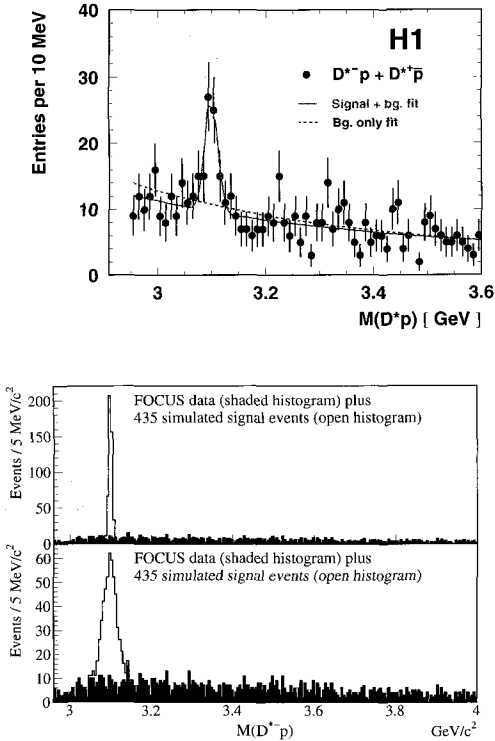 Entries per 10 MeV
40
30
20
10
0
H1
D*⁻p + D*⁺p̅
Signal + bg. fit
Bg. only fit
3
3.2
3.4
3.6
M(D*p) [ GeV ]
Events / 5 MeV/c²
200
150
100
50
0
FOCUS data (shaded histogram) plus
435 simulated signal events (open histogram)
Events / 5 MeV/c²
60
50
40
30
20
10
0
FOCUS data (shaded histogram) plus
435 simulated signal events (open histogram)
3
3.2
3.4
3.6
3.8
4
M(D*⁻p)
GeV/c²